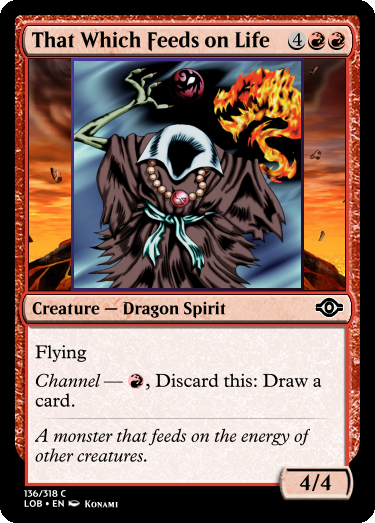 That Which Feeds on Life 4
Creature — Dragon Spirit
Flying
Channel — , Discard this: Draw a
card.
A monster that feeds on the energy of
other creatures.
4/4
136/318 C
LOB • EN Konami